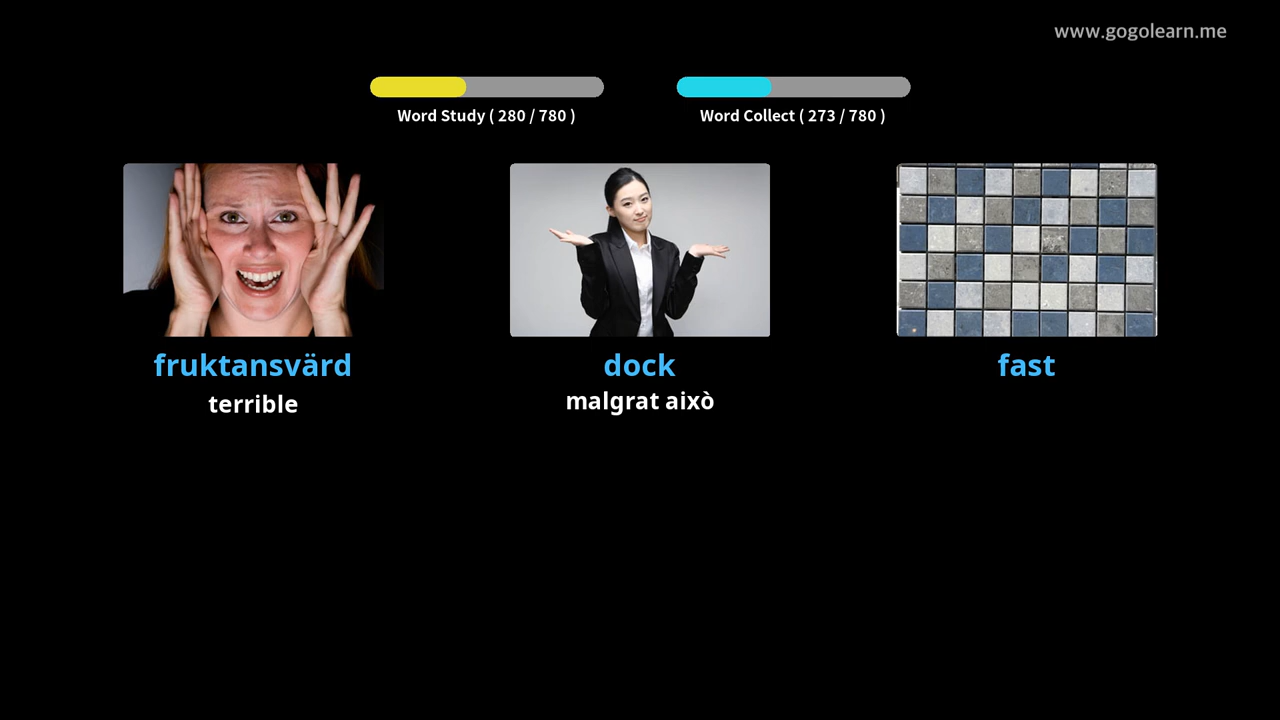 www.gogolearn.me
Word Study ( 280 / 780 )
Word Collect ( 273 / 780 )
fruktansvärd
terrible
dock
malgrat això
fast